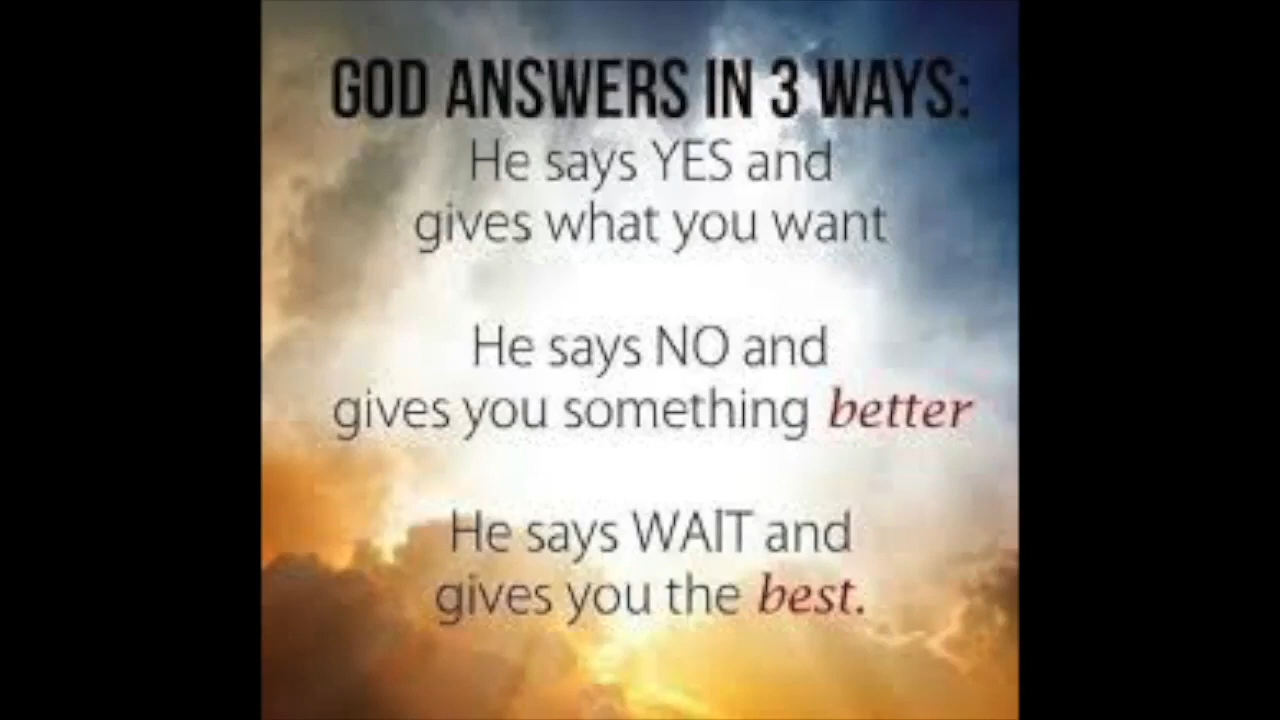 GOD ANSWERS IN 3 WAYS:
He says YES and
gives what you want
He says NO and
gives you something better
He says WAIT and
gives you the best.